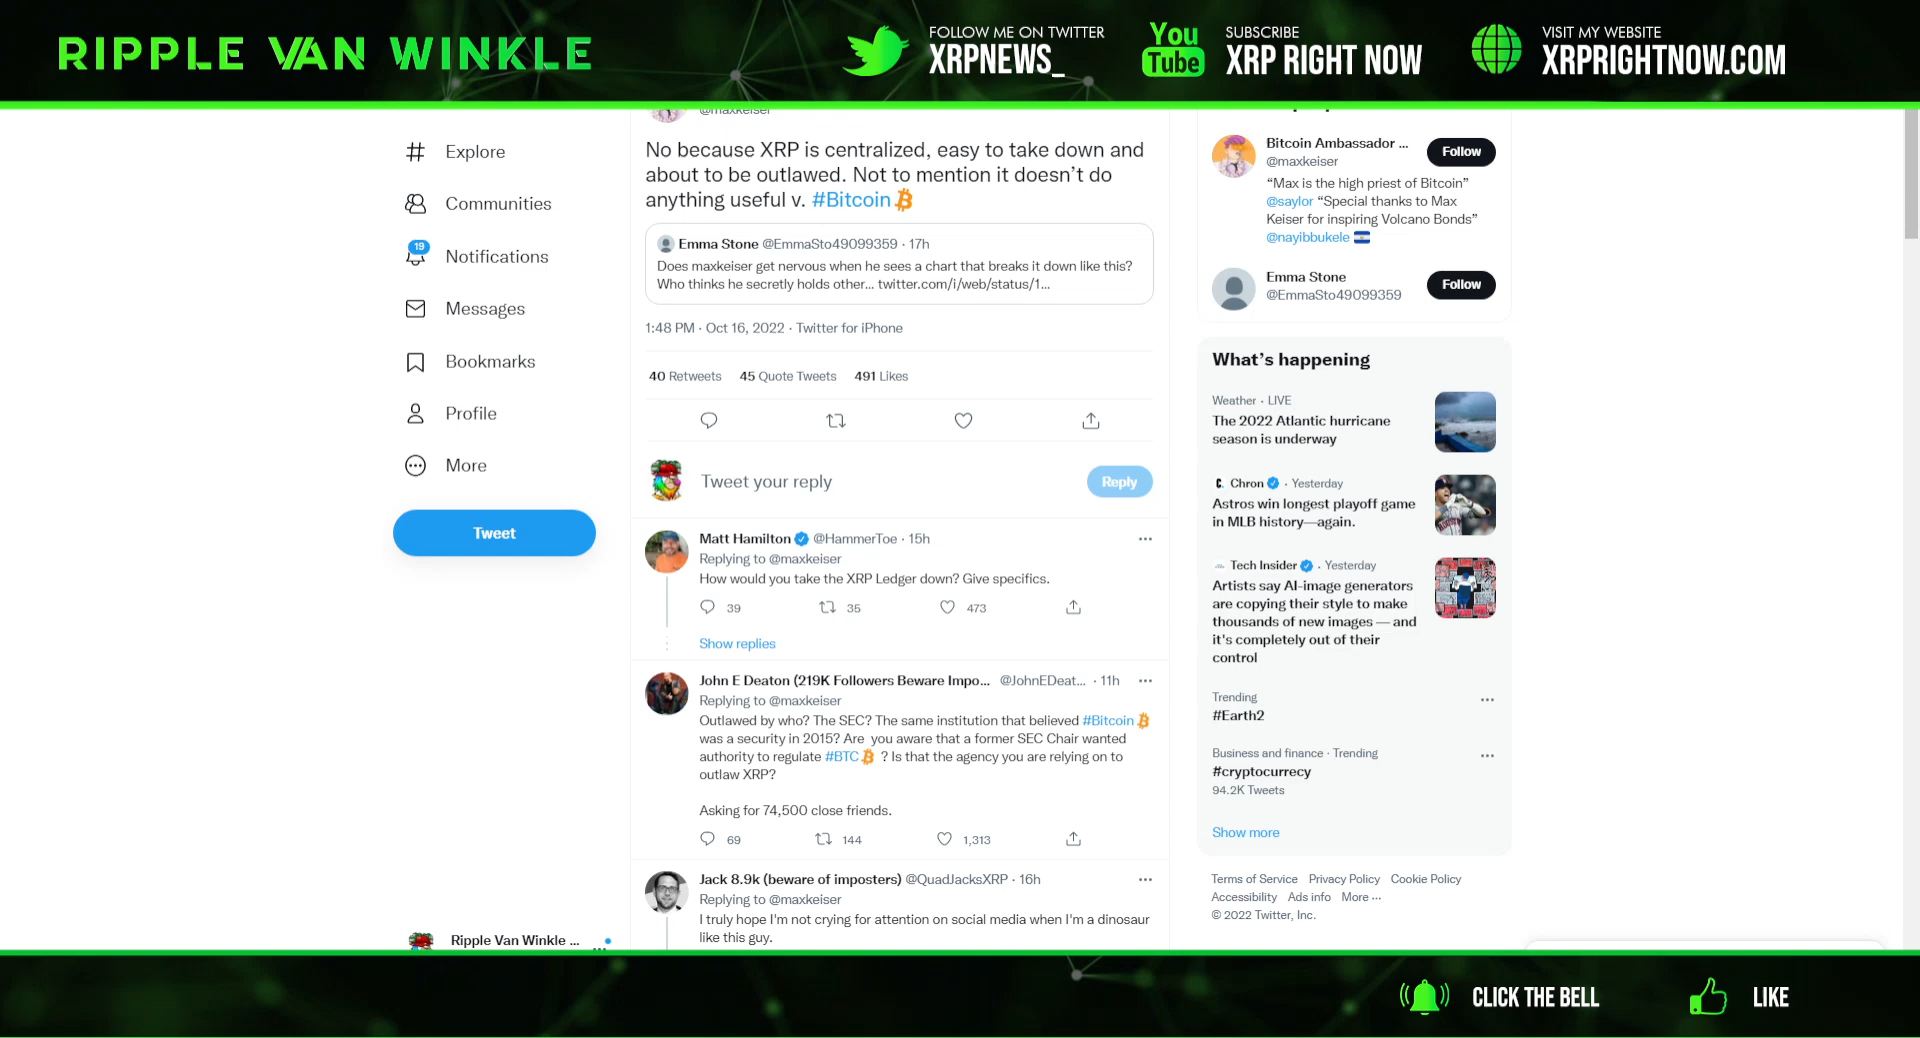 RIPPLE VAN WINKLE
FOLLOW ME ON TWITTER
XRPNEWS_
You
Tube
SUBSCRIBE
XRP RIGHT NOW
VISIT MY WEBSITE
XRPRIGHTNOW.COM
Explore
Communities
19
Notifications
Messages
Bookmarks
Profile
More
Tweet
Ripple Van Winkle ...
@maxkeiser
No because XRP is centralized, easy to take down and
about to be outlawed. Not to mention it doesn’t do
anything useful v. #Bitcoin
Emma Stone @EmmaSto49099359 · 17h
Does maxkeiser get nervous when he sees a chart that breaks it down like this?
Who thinks he secretly holds other... twitter.com/i/web/status/1...
1:48 PM · Oct 16, 2022 · Twitter for iPhone
40 Retweets 45 Quote Tweets 491 Likes
Tweet your reply
Reply
Matt Hamilton @HammerToe · 15h
Replying to @maxkeiser
How would you take the XRP Ledger down? Give specifics.
39 35 473
Show replies
John E Deaton (219K Followers Beware Impo... @JohnEDeat... · 11h
Replying to @maxkeiser
Outlawed by who? The SEC? The same institution that believed #Bitcoin
was a security in 2015? Are you aware that a former SEC Chair wanted
authority to regulate #BTC ? Is that the agency you are relying on to
outlaw XRP?
Asking for 74,500 close friends.
69 144 1,313
Jack 8.9k (beware of imposters) @QuadJacksXRP · 16h
Replying to @maxkeiser
I truly hope I'm not crying for attention on social media when I'm a dinosaur
like this guy.
Bitcoin Ambassador ...
Follow
@maxkeiser
“Max is the high priest of Bitcoin”
@saylor “Special thanks to Max
Keiser for inspiring Volcano Bonds”
@nayibbukele
Emma Stone
Follow
@EmmaSto49099359
What’s happening
Weather · LIVE
The 2022 Atlantic hurricane
season is underway
Chron · Yesterday
Astros win longest playoff game
in MLB history—again.
Tech Insider · Yesterday
Artists say AI-image generators
are copying their style to make
thousands of new images — and
it's completely out of their
control
Trending
#Earth2
Business and finance · Trending
#cryptocurrecy
94.2K Tweets
Show more
Terms of Service Privacy Policy Cookie Policy
Accessibility Ads info More ...
© 2022 Twitter, Inc.
CLICK THE BELL
LIKE